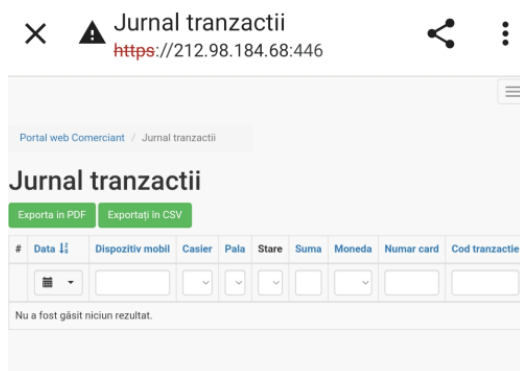 Jurnal tranzactii
https://212.98.184.68:446
Portal web Comerciant / Jurnal tranzactii
Jurnal tranzactii
Exporta in PDF Exportați în CSV
# Data Dispozitiv mobil Casier Pala Stare Suma Moneda Numar card Cod tranzactie
Nu a fost găsit niciun rezultat.